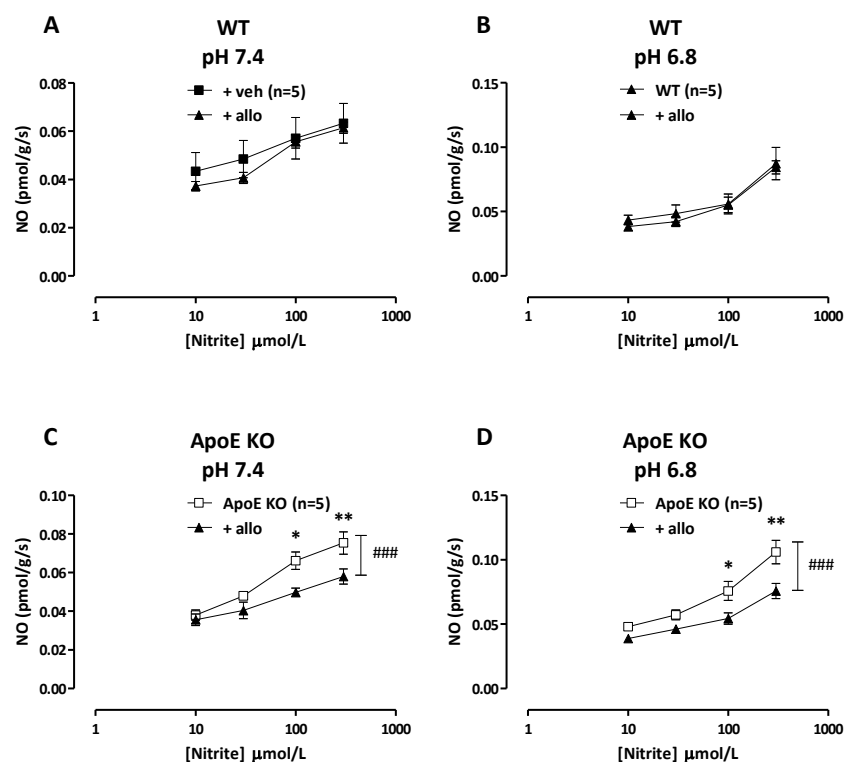 A
WT
pH 7.4
+ veh (n=5)
+ allo
0.08
0.06
0.04
0.02
0.00
NO (pmol/g/s)
1
10
100
1000
[Nitrite] μmol/L
B
WT
pH 6.8
WT (n=5)
+ allo
0.15
0.10
0.05
0.00
NO (pmol/g/s)
1
10
100
1000
[Nitrite] μmol/L
C
ApoE KO
pH 7.4
ApoE KO (n=5)
+ allo
*
**
###
0.10
0.08
0.06
0.04
0.02
0.00
NO (pmol/g/s)
1
10
100
1000
[Nitrite] μmol/L
D
ApoE KO
pH 6.8
ApoE KO (n=5)
+ allo
*
**
###
0.15
0.10
0.05
0.00
NO (pmol/g/s)
1
10
100
1000
[Nitrite] μmol/L